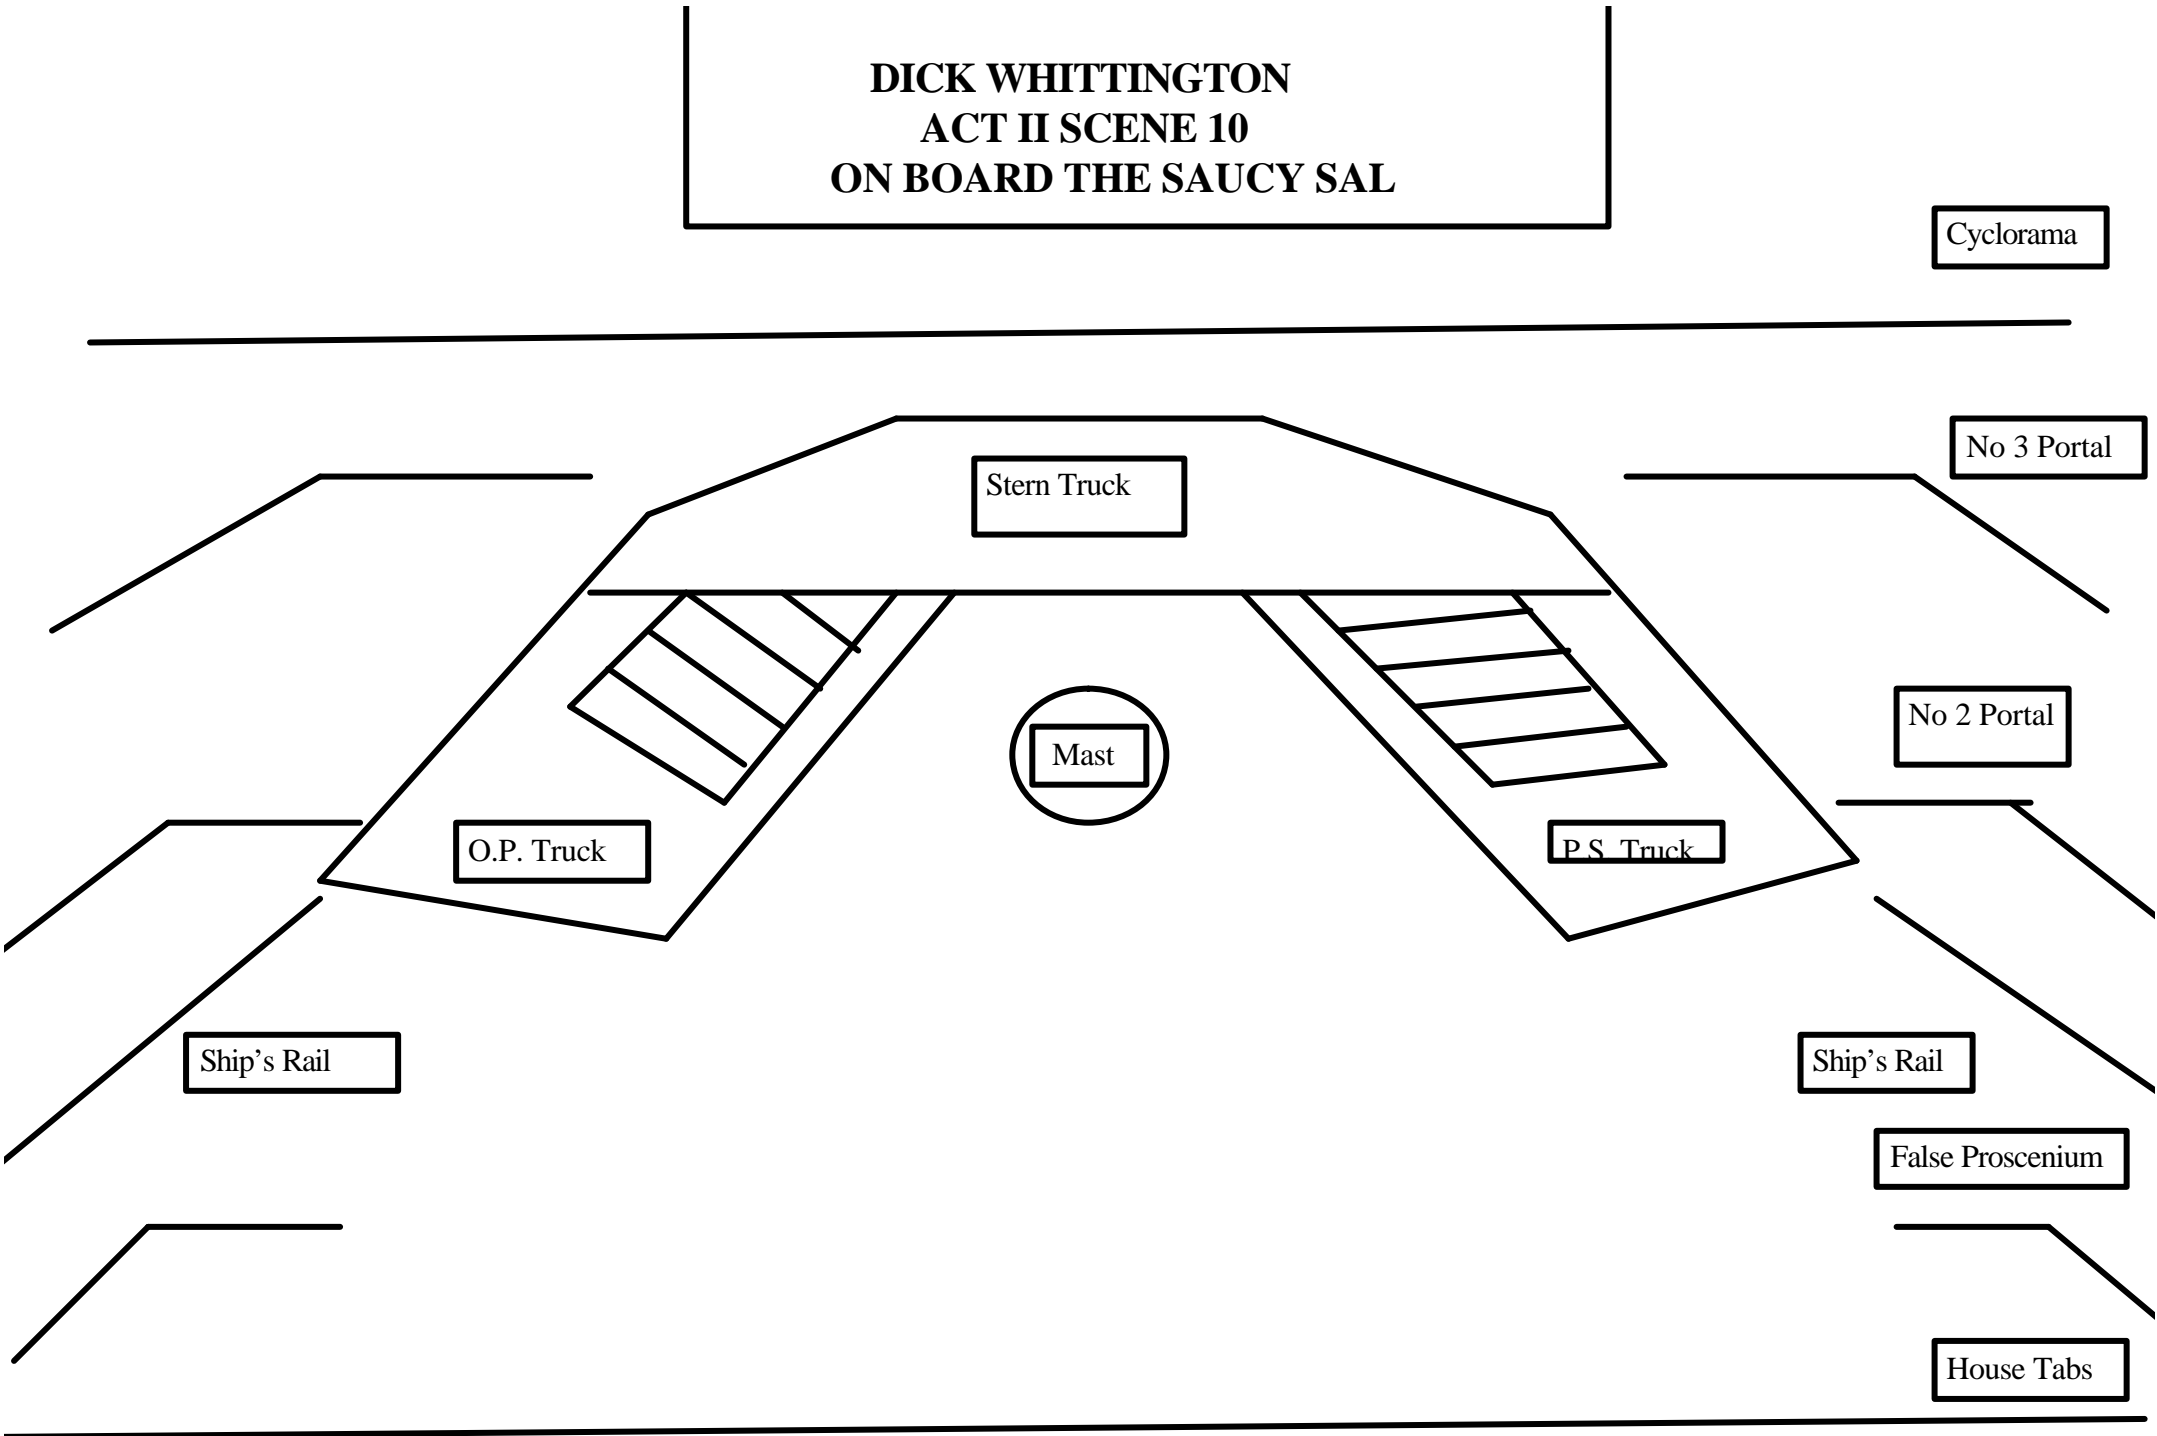 DICK WHITTINGTON
ACT II SCENE 10
ON BOARD THE SAUCY SAL
Cyclorama
No 3 Portal
Stern Truck
No 2 Portal
Mast
O.P. Truck
P.S. Truck
Ship’s Rail
Ship’s Rail
False Proscenium
House Tabs